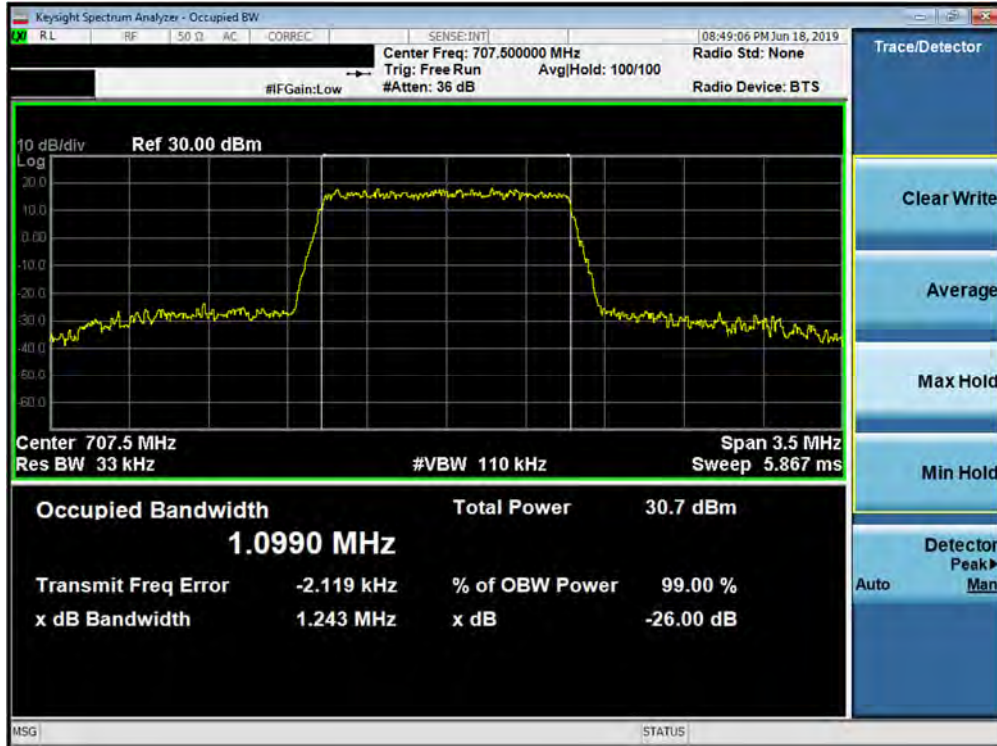 Keysight Spectrum Analyzer - Occupied BW
LXI RL RF 50 Ω AC CORREC SENSE:INT 08:49:06 PM Jun 18, 2019
Center Freq: 707.500000 MHz Radio Std: None
Trig: Free Run Avg|Hold: 100/100
#IFGain:Low #Atten: 36 dB Radio Device: BTS
Trace/Detector
10 dB/div Ref 30.00 dBm
Log
20.0
10.0
0.00
-10.0
-20.0
-30.0
-40.0
-50.0
-60.0
Center 707.5 MHz Span 3.5 MHz
Res BW 33 kHz #VBW 110 kHz Sweep 5.867 ms
Clear Write
Average
Max Hold
Min Hold
Occupied Bandwidth Total Power 30.7 dBm
1.0990 MHz
Transmit Freq Error -2.119 kHz % of OBW Power 99.00 %
x dB Bandwidth 1.243 MHz x dB -26.00 dB
Detector
Peak▶
Auto Man
MSG STATUS